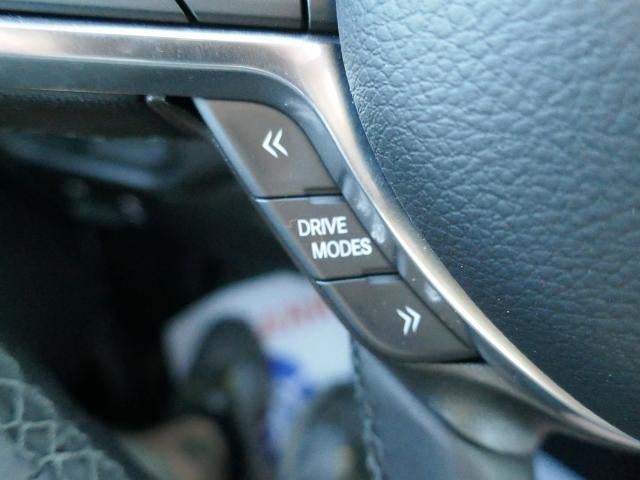 «
DRIVE
MODES
»